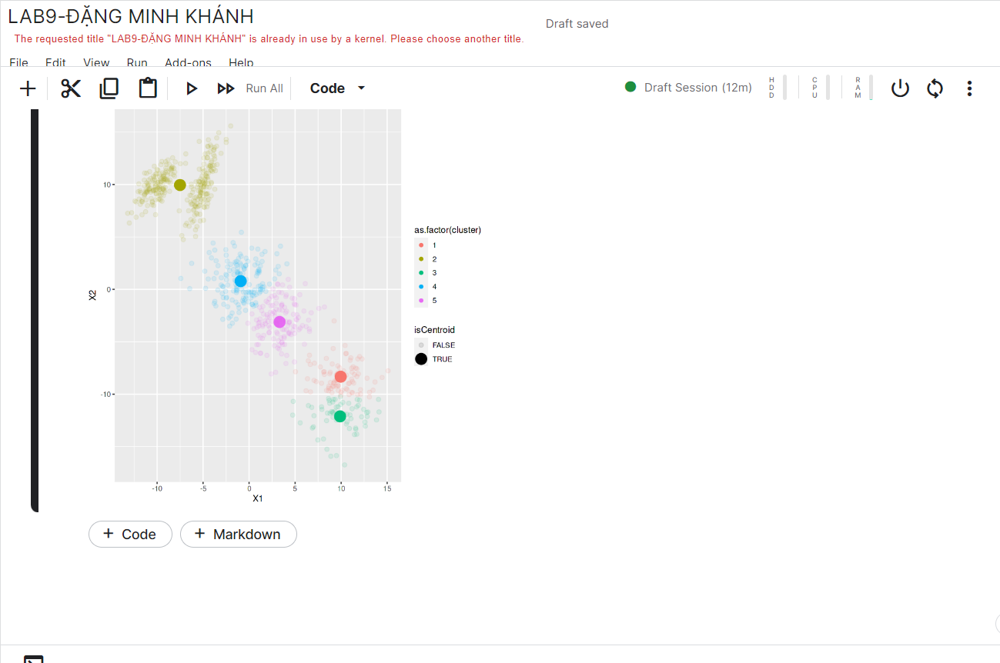 LAB9-ĐẶNG MINH KHÁNH
Draft saved
The requested title "LAB9-ĐẶNG MINH KHÁNH" is already in use by a kernel. Please choose another title.
File Edit View Run Add-ons Help
Run All Code Draft Session (12m) HDD CPU RAM
10
0
-10
X2
-10 -5 0 5 10 15
X1
as.factor(cluster)
1
2
3
4
5
isCentroid
FALSE
TRUE
+ Code + Markdown